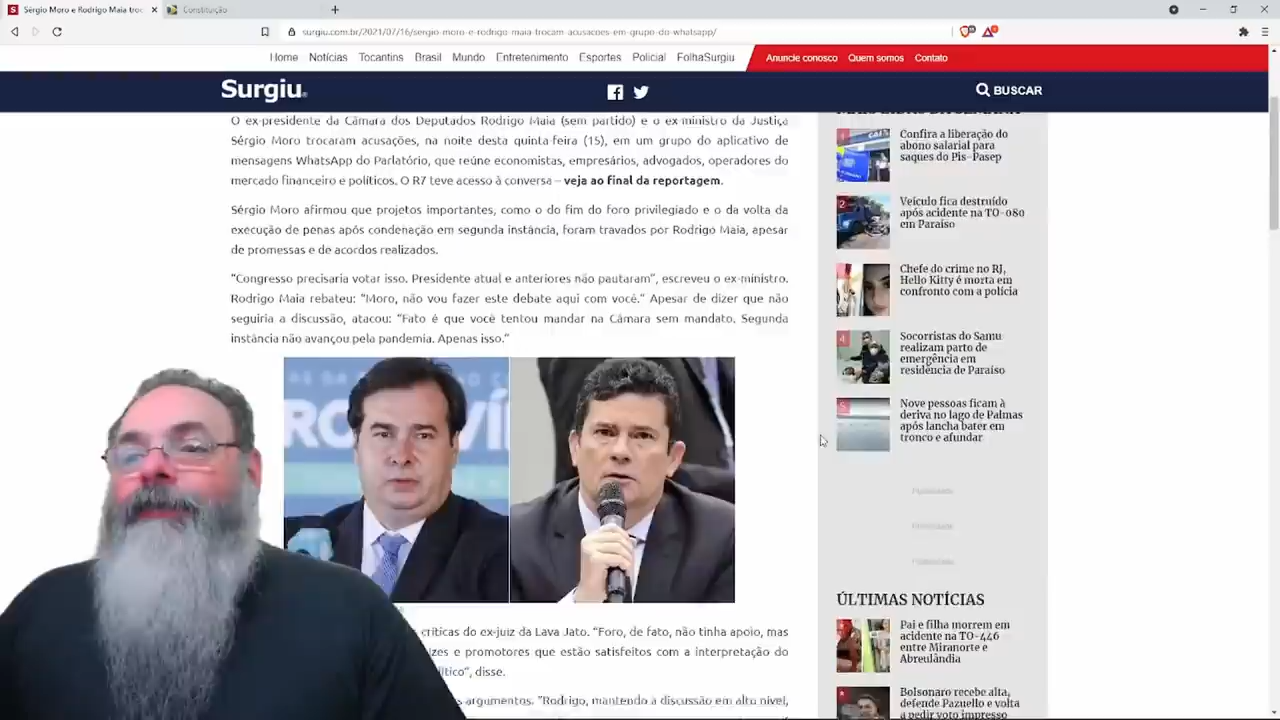 Sérgio Moro e Rodrigo Maia troc
Constituição
surgiu.com.br/2021/07/16/sergio-moro-e-rodrigo-maia-trocam-acusacoes-em-grupo-do-whatsapp/
Home Notícias Tocantins Brasil Mundo Entretenimento Esportes Policial FolhaSurgiu
Anuncie conosco Quem somos Contato
Surgiu
BUSCAR
O ex-presidente da Câmara dos Deputados Rodrigo Maia (sem partido) e o ex-ministro da Justiça
Sérgio Moro trocaram acusações, na noite desta quinta-feira (15), em um grupo do aplicativo de
mensagens WhatsApp do Parlatório, que reúne economistas, empresários, advogados, operadores do
mercado financeiro e políticos. O R7 teve acesso à conversa – veja ao final da reportagem.
Sérgio Moro afirmou que projetos importantes, como o do fim do foro privilegiado e o da volta da
execução de penas após condenação em segunda instância, foram travados por Rodrigo Maia, apesar
de promessas e de acordos realizados.
“Congresso precisaria votar isso. Presidente atual e anteriores não pautaram”, escreveu o ex-ministro.
Rodrigo Maia rebateu: “Moro, não vou fazer este debate aqui com você.” Apesar de dizer que não
seguiria a discussão, atacou: “Fato é que você tentou mandar na Câmara sem mandato. Segunda
instância não avançou pela pandemia. Apenas isso.”
críticas do ex-juiz da Lava Jato. “Foro, de fato, não tinha apoio, mas
ízes e promotores que estão satisfeitos com a interpretação do
lítico”, disse.
s argumentos. “Rodrigo, mantendo a discussão em alto nível,
1
Confira a liberação do
abono salarial para
saques do Pis-Pasep
2
Veículo fica destruído
após acidente na TO-080
em Paraíso
Chefe do crime no RJ,
Hello Kitty é morta em
confronto com a polícia
4
Socorristas do Samu
realizam parto de
emergência em
residência de Paraíso
5
Nove pessoas ficam à
deriva no lago de Palmas
após lancha bater em
tronco e afundar
Publicidade
Publicidade
Publicidade
ÚLTIMAS NOTÍCIAS
Pai e filha morrem em
acidente na TO-446
entre Miranorte e
Abreulândia
Bolsonaro recebe alta,
defende Pazuello e volta
a pedir voto impresso